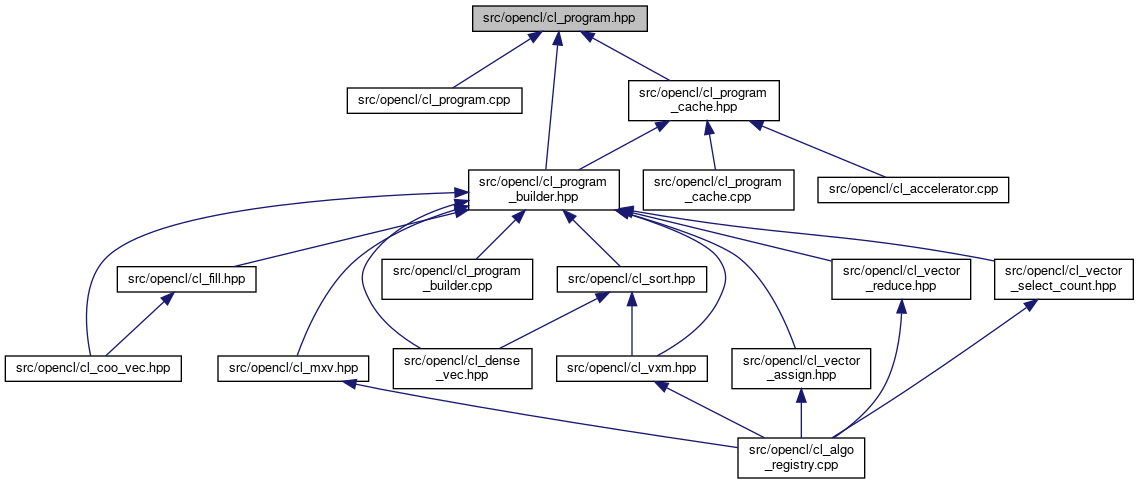 src/opencl/cl_program.hpp
src/opencl/cl_program.cpp
src/opencl/cl_program
_cache.hpp
src/opencl/cl_program
_builder.hpp
src/opencl/cl_program
_cache.cpp
src/opencl/cl_accelerator.cpp
src/opencl/cl_fill.hpp
src/opencl/cl_program
_builder.cpp
src/opencl/cl_sort.hpp
src/opencl/cl_vector
_reduce.hpp
src/opencl/cl_vector
_select_count.hpp
src/opencl/cl_coo_vec.hpp
src/opencl/cl_mxv.hpp
src/opencl/cl_dense
_vec.hpp
src/opencl/cl_vxm.hpp
src/opencl/cl_vector
_assign.hpp
src/opencl/cl_algo
_registry.cpp